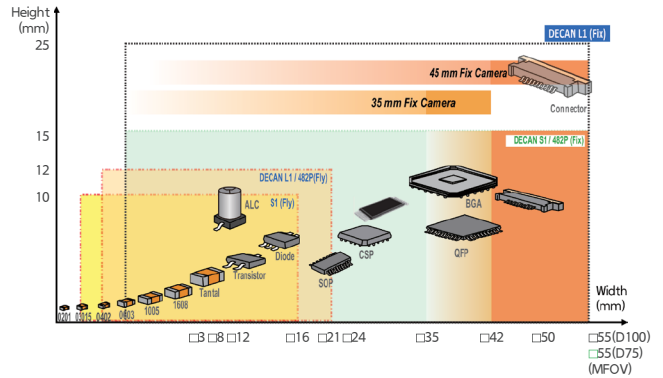 Height
(mm)
25
15
12
10
DECAN L1 (Fix)
45 mm Fix Camera
35 mm Fix Camera
Connector
DECAN S1 / 482P (Fix)
DECAN L1 / 482P(Fly)
S1 (Fly)
ALC
BGA
Diode
CSP
QFP
Transistor
SOP
Tantal
1608
1005
0603
0402
03015
0201
Width
(mm)
□3 □8 □12 □16 □21 □24 □35 □42 □50 □55(D100)
□55(D75)
(MFOV)